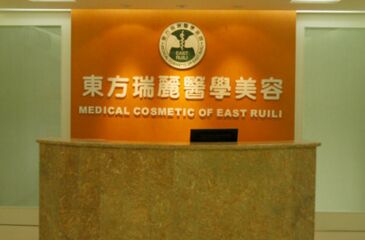 EAST
RUILI
東方瑞麗醫學美容
MEDICAL COSMETIC OF EAST RUILI